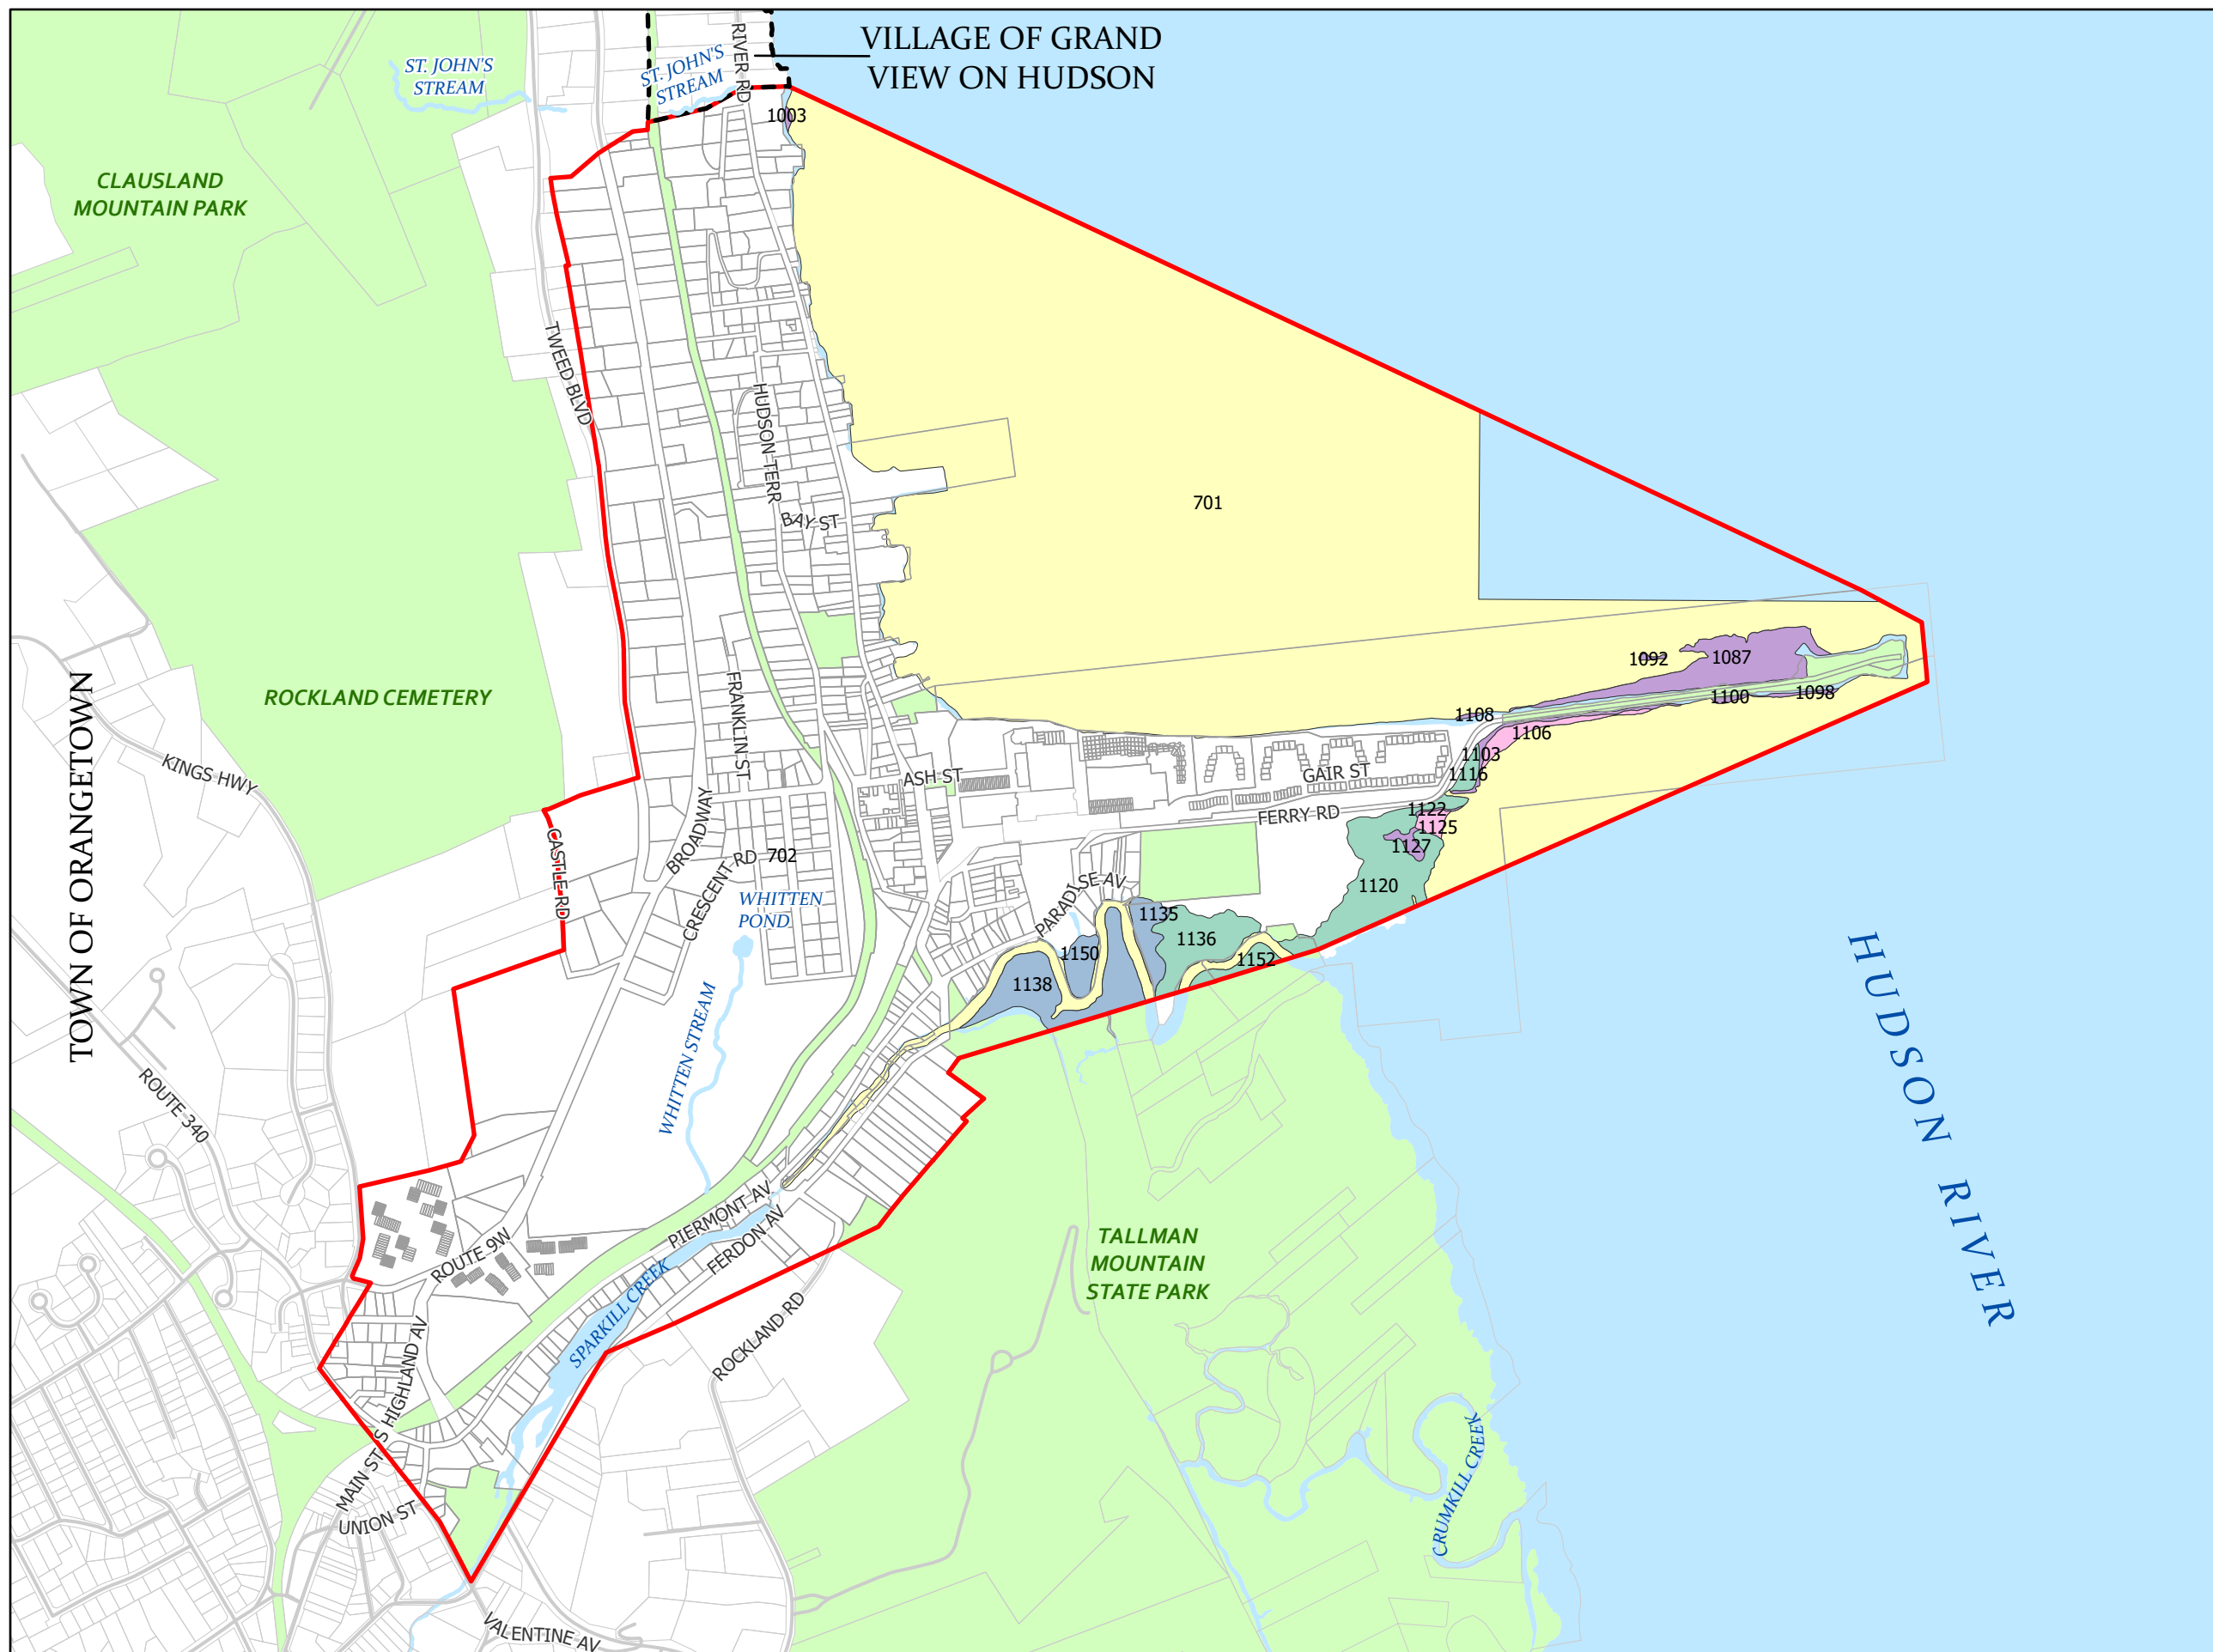 VILLAGE OF GRAND
VIEW ON HUDSON
RIVER RD
ST. JOHN'S
STREAM
ST. JOHN'S
STREAM
1003
CLAUSLAND
MOUNTAIN PARK
TWEED BLVD
HUDSON TERR
BAY ST
701
ROCKLAND CEMETERY
TOWN OF ORANGETOWN
KINGS HWY
FRANKLIN ST
1092
1087
1100
1098
1108
1106
1103
1116
ASH ST
GAIR ST
FERRY RD
1122
1125
1127
1120
CASTLE RD
BROADWAY
CRESCENT RD
702
WHITTEN
POND
PARADISE AV
1135
1136
1150
1152
1138
WHITTEN STREAM
HUDSON RIVER
ROUTE 340
PIERMONT AV
FERDON AV
ROUTE 9W
SPARKILL CREEK
TALLMAN
MOUNTAIN
STATE PARK
ROCKLAND RD
S HIGHLAND AV
MAIN ST
UNION ST
CRUMKILL CREEK
VALENTINE AV